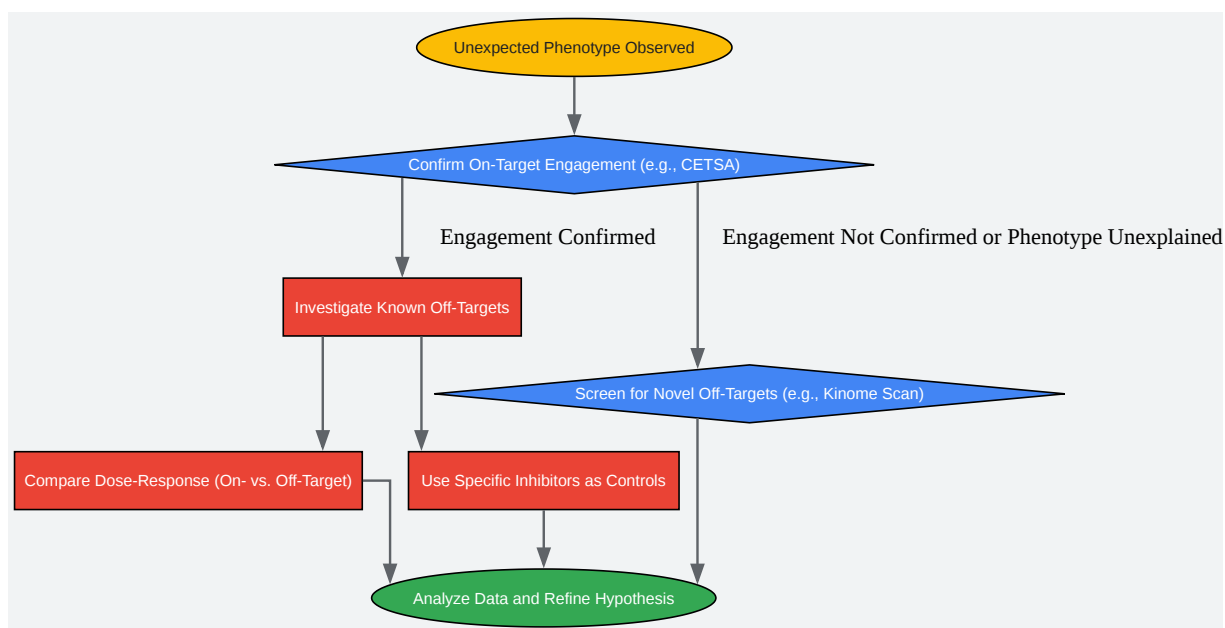 Unexpected Phenotype Observed
Confirm On-Target Engagement (e.g., CETSA)
Engagement Confirmed
Engagement Not Confirmed or Phenotype Unexplained
Investigate Known Off-Targets
Screen for Novel Off-Targets (e.g., Kinome Scan)
Compare Dose-Response (On- vs. Off-Target)
Use Specific Inhibitors as Controls
Analyze Data and Refine Hypothesis